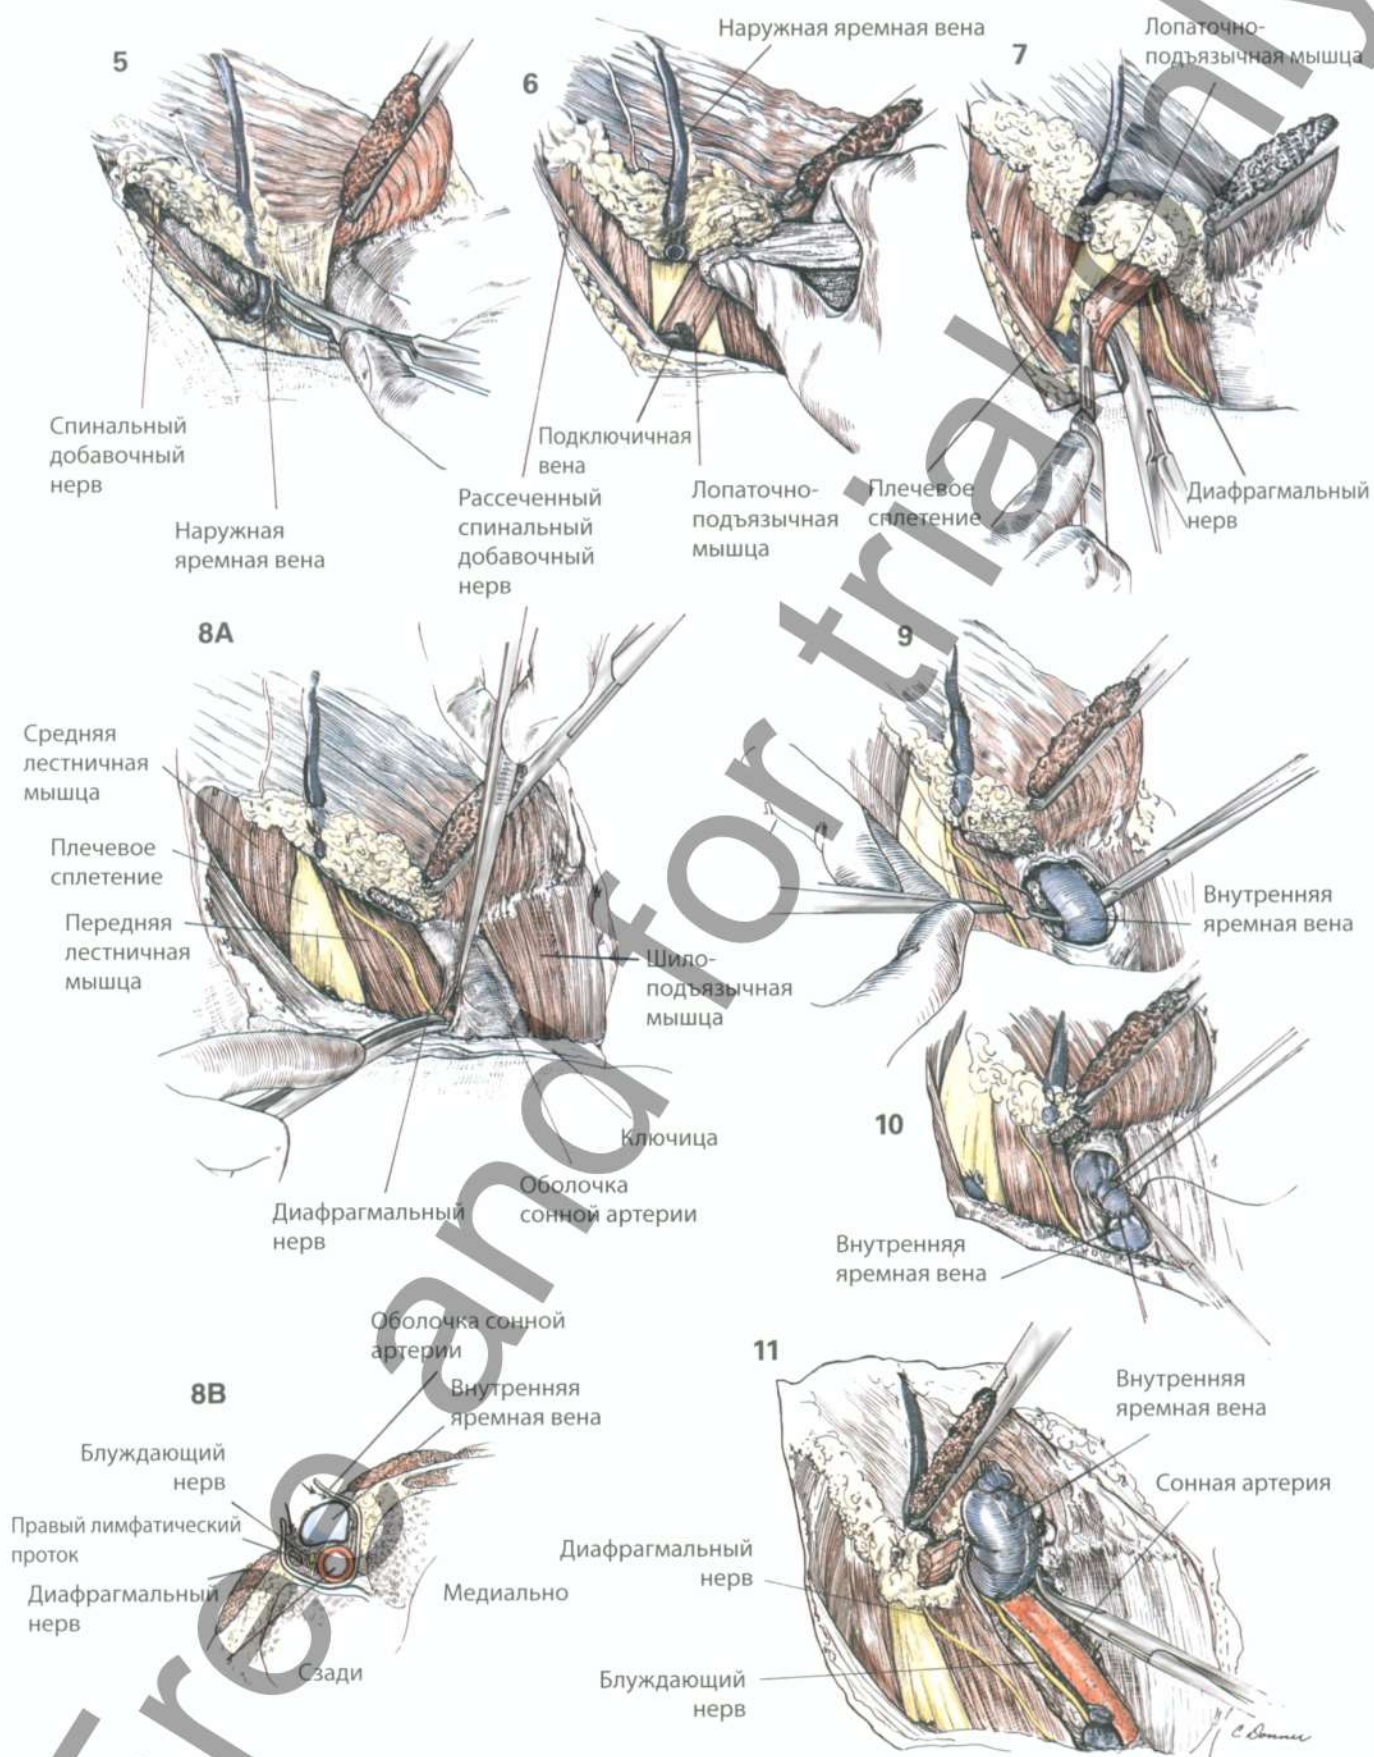 5
Спинальный
добавочный
нерв
Наружная
яремная вена
6
Наружная яремная вена
Подключичная
вена
Рассеченный
спинальный
добавочный
нерв
Лопаточно-
подъязычная
мышца
7
Лопаточно-
подъязычная мышца
Плечевое
сплетение
Диафрагмальный
нерв
8A
Средняя
лестничная
мышца
Плечевое
сплетение
Передняя
лестничная
мышца
Шило-
подъязычная
мышца
Ключица
Оболочка
сонной артерии
Диафрагмальный
нерв
9
Внутренняя
яремная вена
10
Внутренняя
яремная вена
8B
Оболочка сонной
артерии
Внутренняя
яремная вена
Блуждающий
нерв
Правый лимфатический
проток
Диафрагмальный
нерв
Медиально
Сзади
11
Внутренняя
яремная вена
Сонная артерия
Диафрагмальный
нерв
Блуждающий
нерв
and for trial